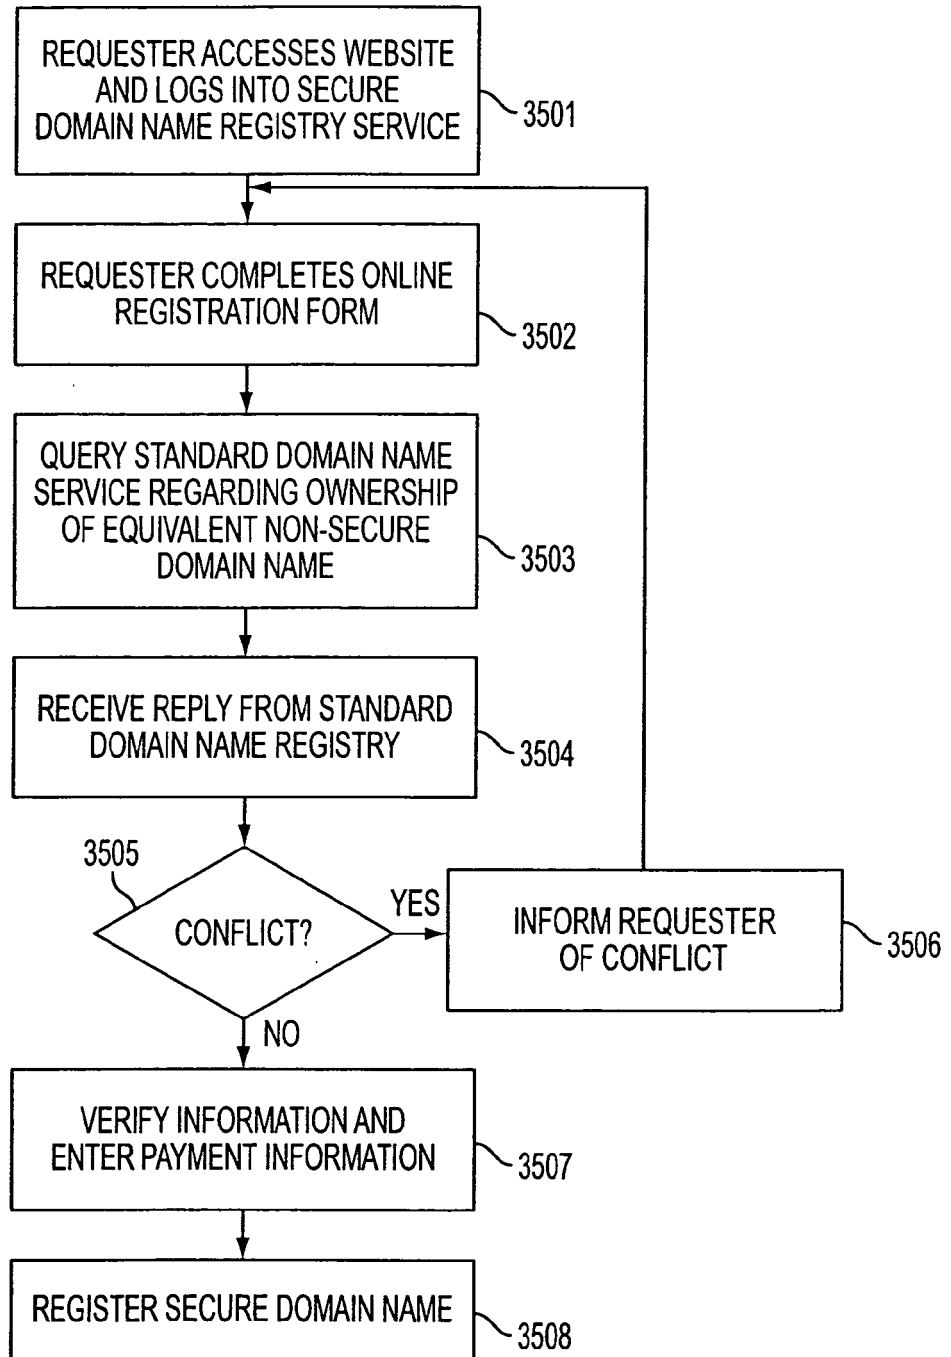 REQUESTER ACCESSES WEBSITE
AND LOGS INTO SECURE
DOMAIN NAME REGISTRY SERVICE
3501
REQUESTER COMPLETES ONLINE
REGISTRATION FORM
3502
QUERY STANDARD DOMAIN NAME
SERVICE REGARDING OWNERSHIP
OF EQUIVALENT NON-SECURE
DOMAIN NAME
3503
RECEIVE REPLY FROM STANDARD
DOMAIN NAME REGISTRY
3504
3505
CONFLICT?
YES
INFORM REQUESTER
OF CONFLICT
3506
NO
VERIFY INFORMATION AND
ENTER PAYMENT INFORMATION
3507
REGISTER SECURE DOMAIN NAME
3508